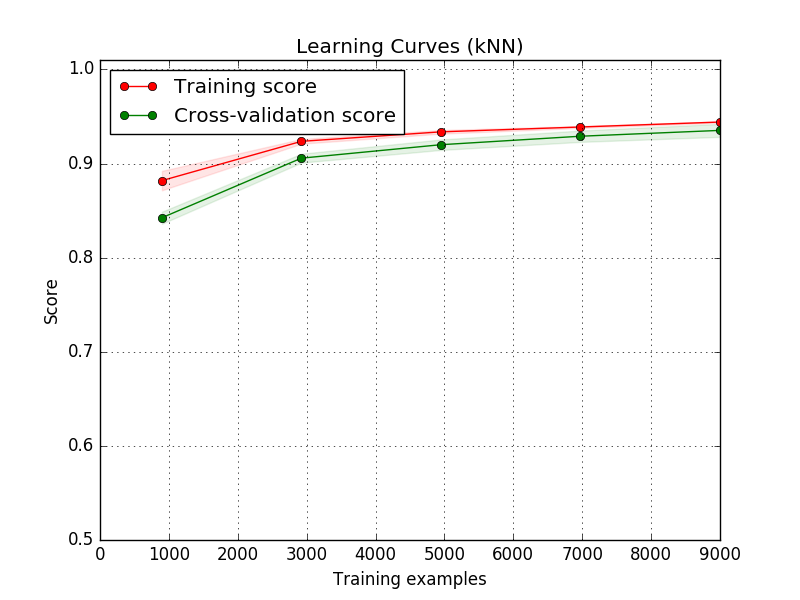 Learning Curves (kNN)
Training score
Cross-validation score
1.0
0.9
0.8
0.7
0.6
0.5
Score
0 1000 2000 3000 4000 5000 6000 7000 8000 9000
Training examples